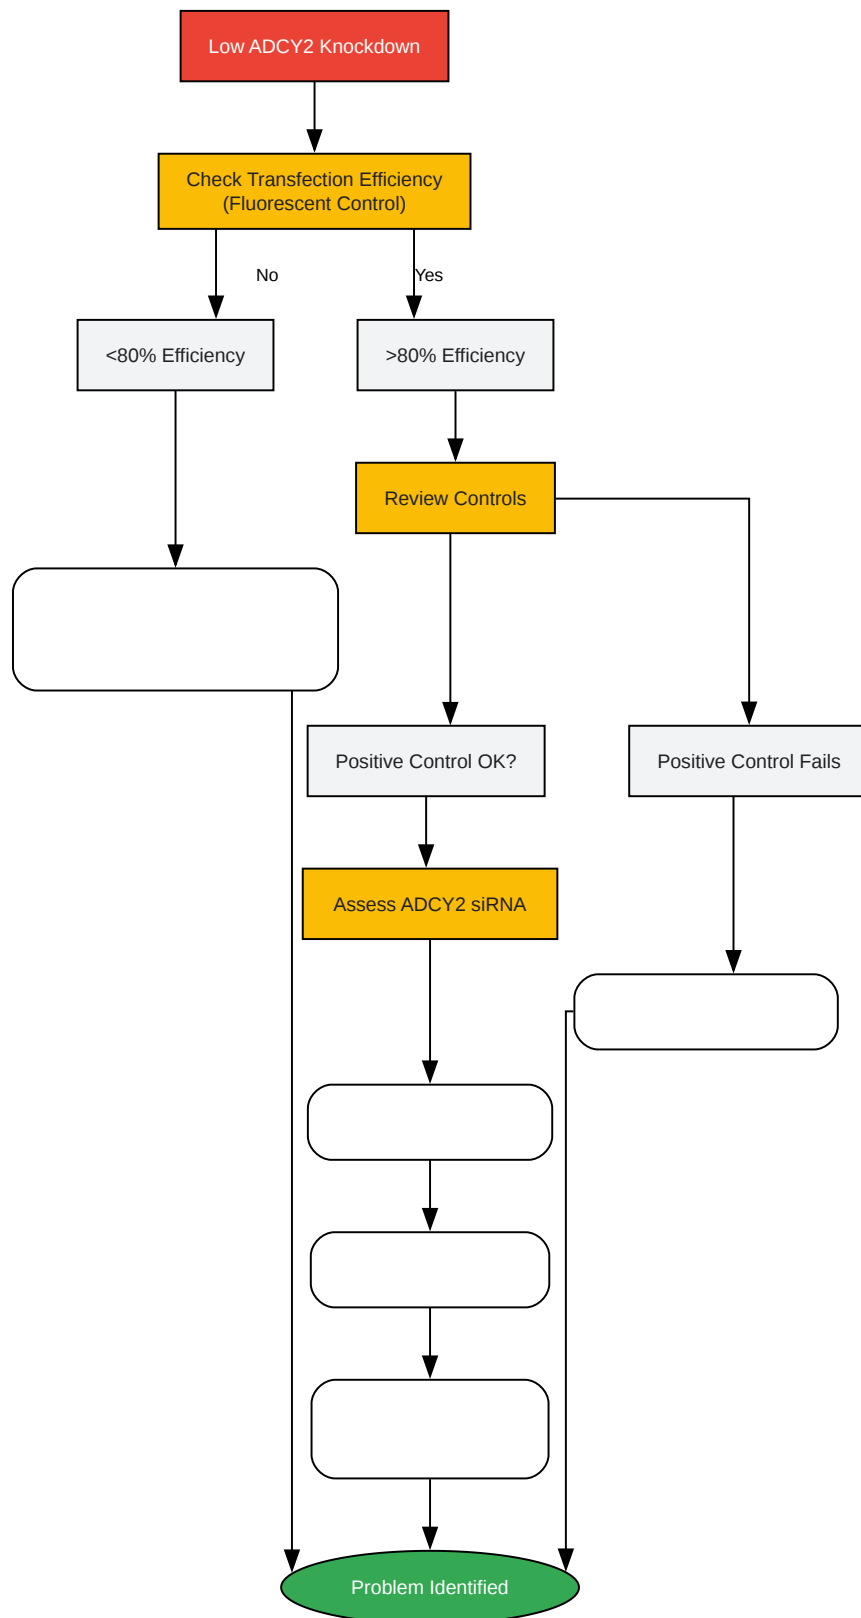 Low ADCY2 Knockdown
Check Transfection Efficiency
(Fluorescent Control)
No
Yes
<80% Efficiency
>80% Efficiency
Review Controls
Positive Control OK?
Positive Control Fails
Assess ADCY2 siRNA
Problem Identified